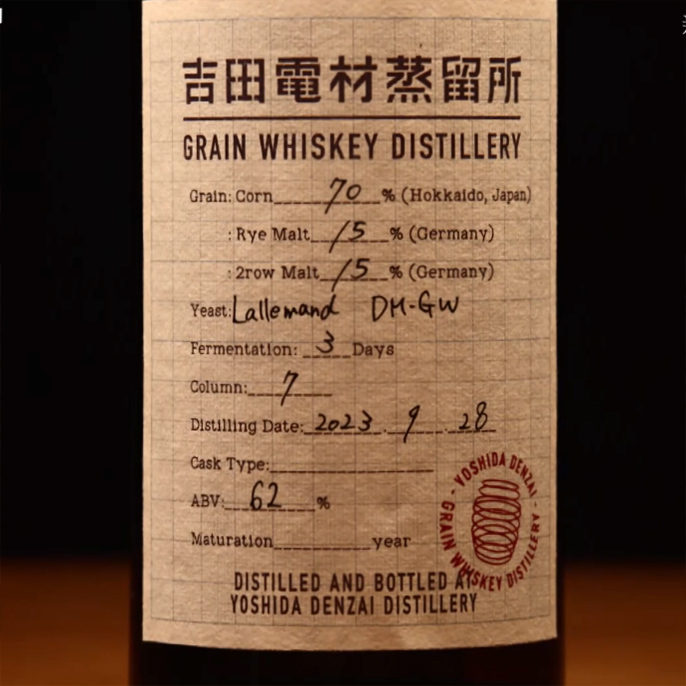 吉田電材蒸留所
GRAIN WHISKEY DISTILLERY
Grain: Corn 70 % (Hokkaido, Japan)
: Rye Malt 15 % (Germany)
: 2row Malt 15 % (Germany)
Yeast: Lallemand DM-GW
Fermentation: 3 Days
Column: 7
Distilling Date: 2023 . 9 . 28
Cask Type:
ABV: 62 %
Maturation year
YOSHIDA DENZAI
GRAIN WHISKEY DISTILLERY
DISTILLED AND BOTTLED AT
YOSHIDA DENZAI DISTILLERY